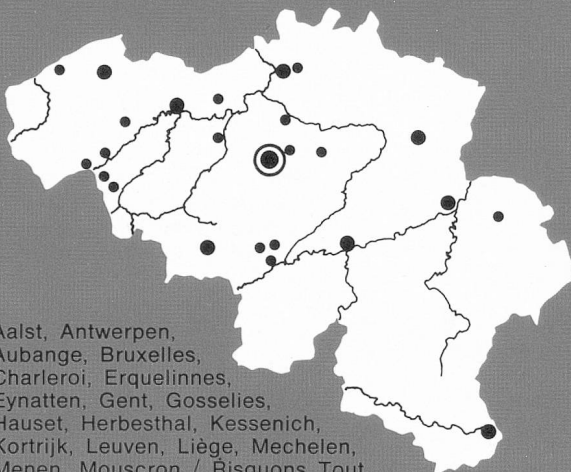 Aalst, Antwerpen,
Aubange, Bruxelles,
Charleroi, Erquelinnes,
Eynatten, Gent, Gosselies,
Hauset, Herbesthal, Kessenich,
Kortrijk, Leuven, Liège, Mechelen,
Menen, Mouscron / Risquons Tout